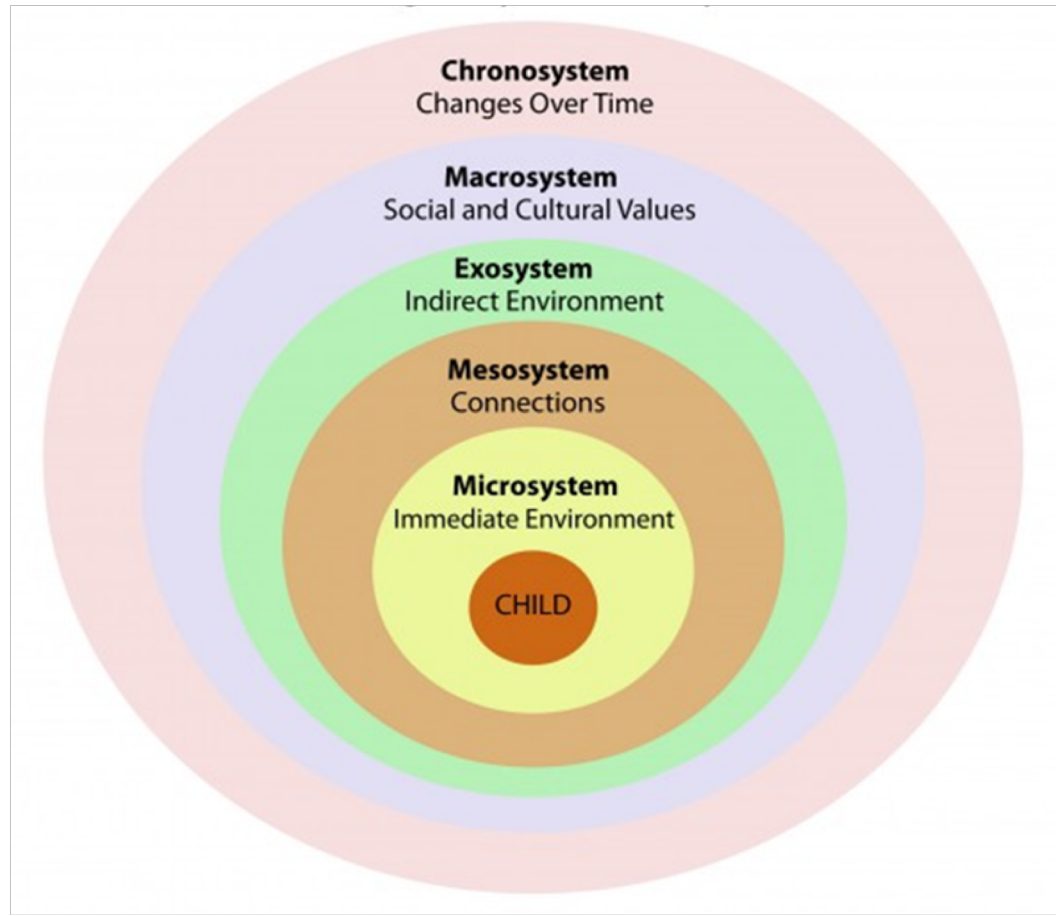 Chronosystem
Changes Over Time
Macrosystem
Social and Cultural Values
Exosystem
Indirect Environment
Mesosystem
Connections
Microsystem
Immediate Environment
CHILD